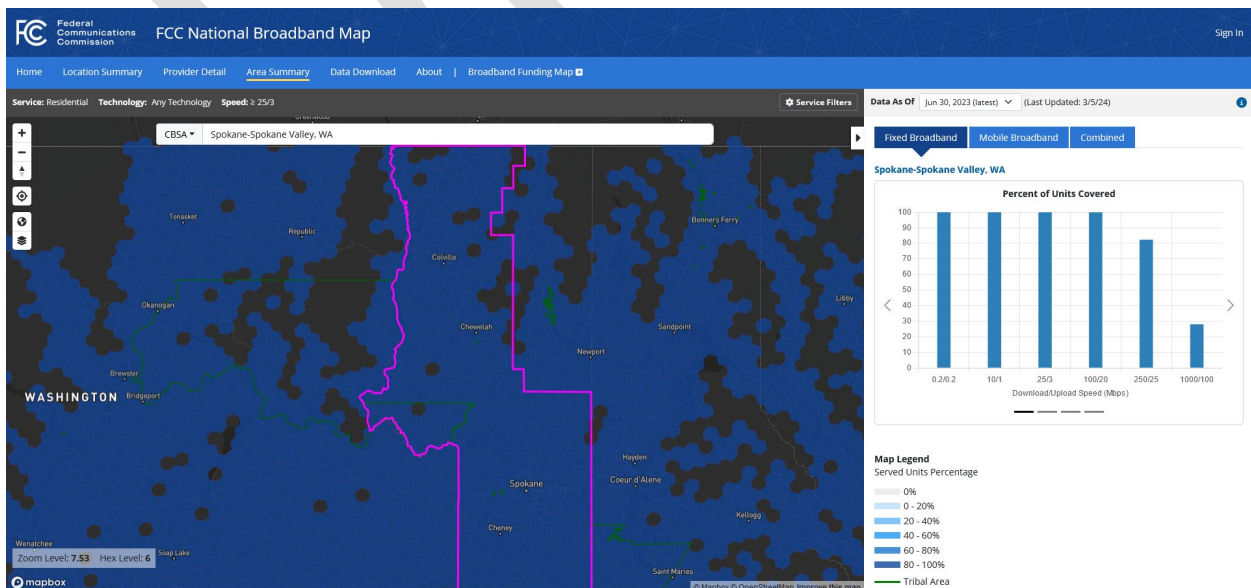 FCC Federal
Communications
Commission
FCC National Broadband Map
Sign In
Home Location Summary Provider Detail Area Summary Data Download About | Broadband Funding Map
Service: Residential Technology: Any Technology Speed: ≥ 25/3
Service Filters
Data As Of Jun 30, 2023 (latest) (Last Updated: 3/5/24)
CBSA Spokane-Spokane Valley, WA
Tonasket
Republic
Bonners Ferry
Colville
Okanogan
Libby
Chewelah
Sandpoint
Newport
Brewster
WASHINGTON
Bridgeport
Hayden
Spokane
Coeur d'Alene
Cheney
Kellogg
Wenatchee
Soap Lake
Saint Maries
Zoom Level: 7.53 Hex Level: 6
mapbox
© Mapbox © OpenStreetMap Improve this map
Fixed Broadband Mobile Broadband Combined
Spokane-Spokane Valley, WA
Percent of Units Covered
100
90
80
70
60
50
40
30
20
10
0
0.2/0.2 10/1 25/3 100/20 250/25 1000/100
Download/Upload Speed (Mbps)
Map Legend
Served Units Percentage
0%
0 - 20%
20 - 40%
40 - 60%
60 - 80%
80 - 100%
Tribal Area